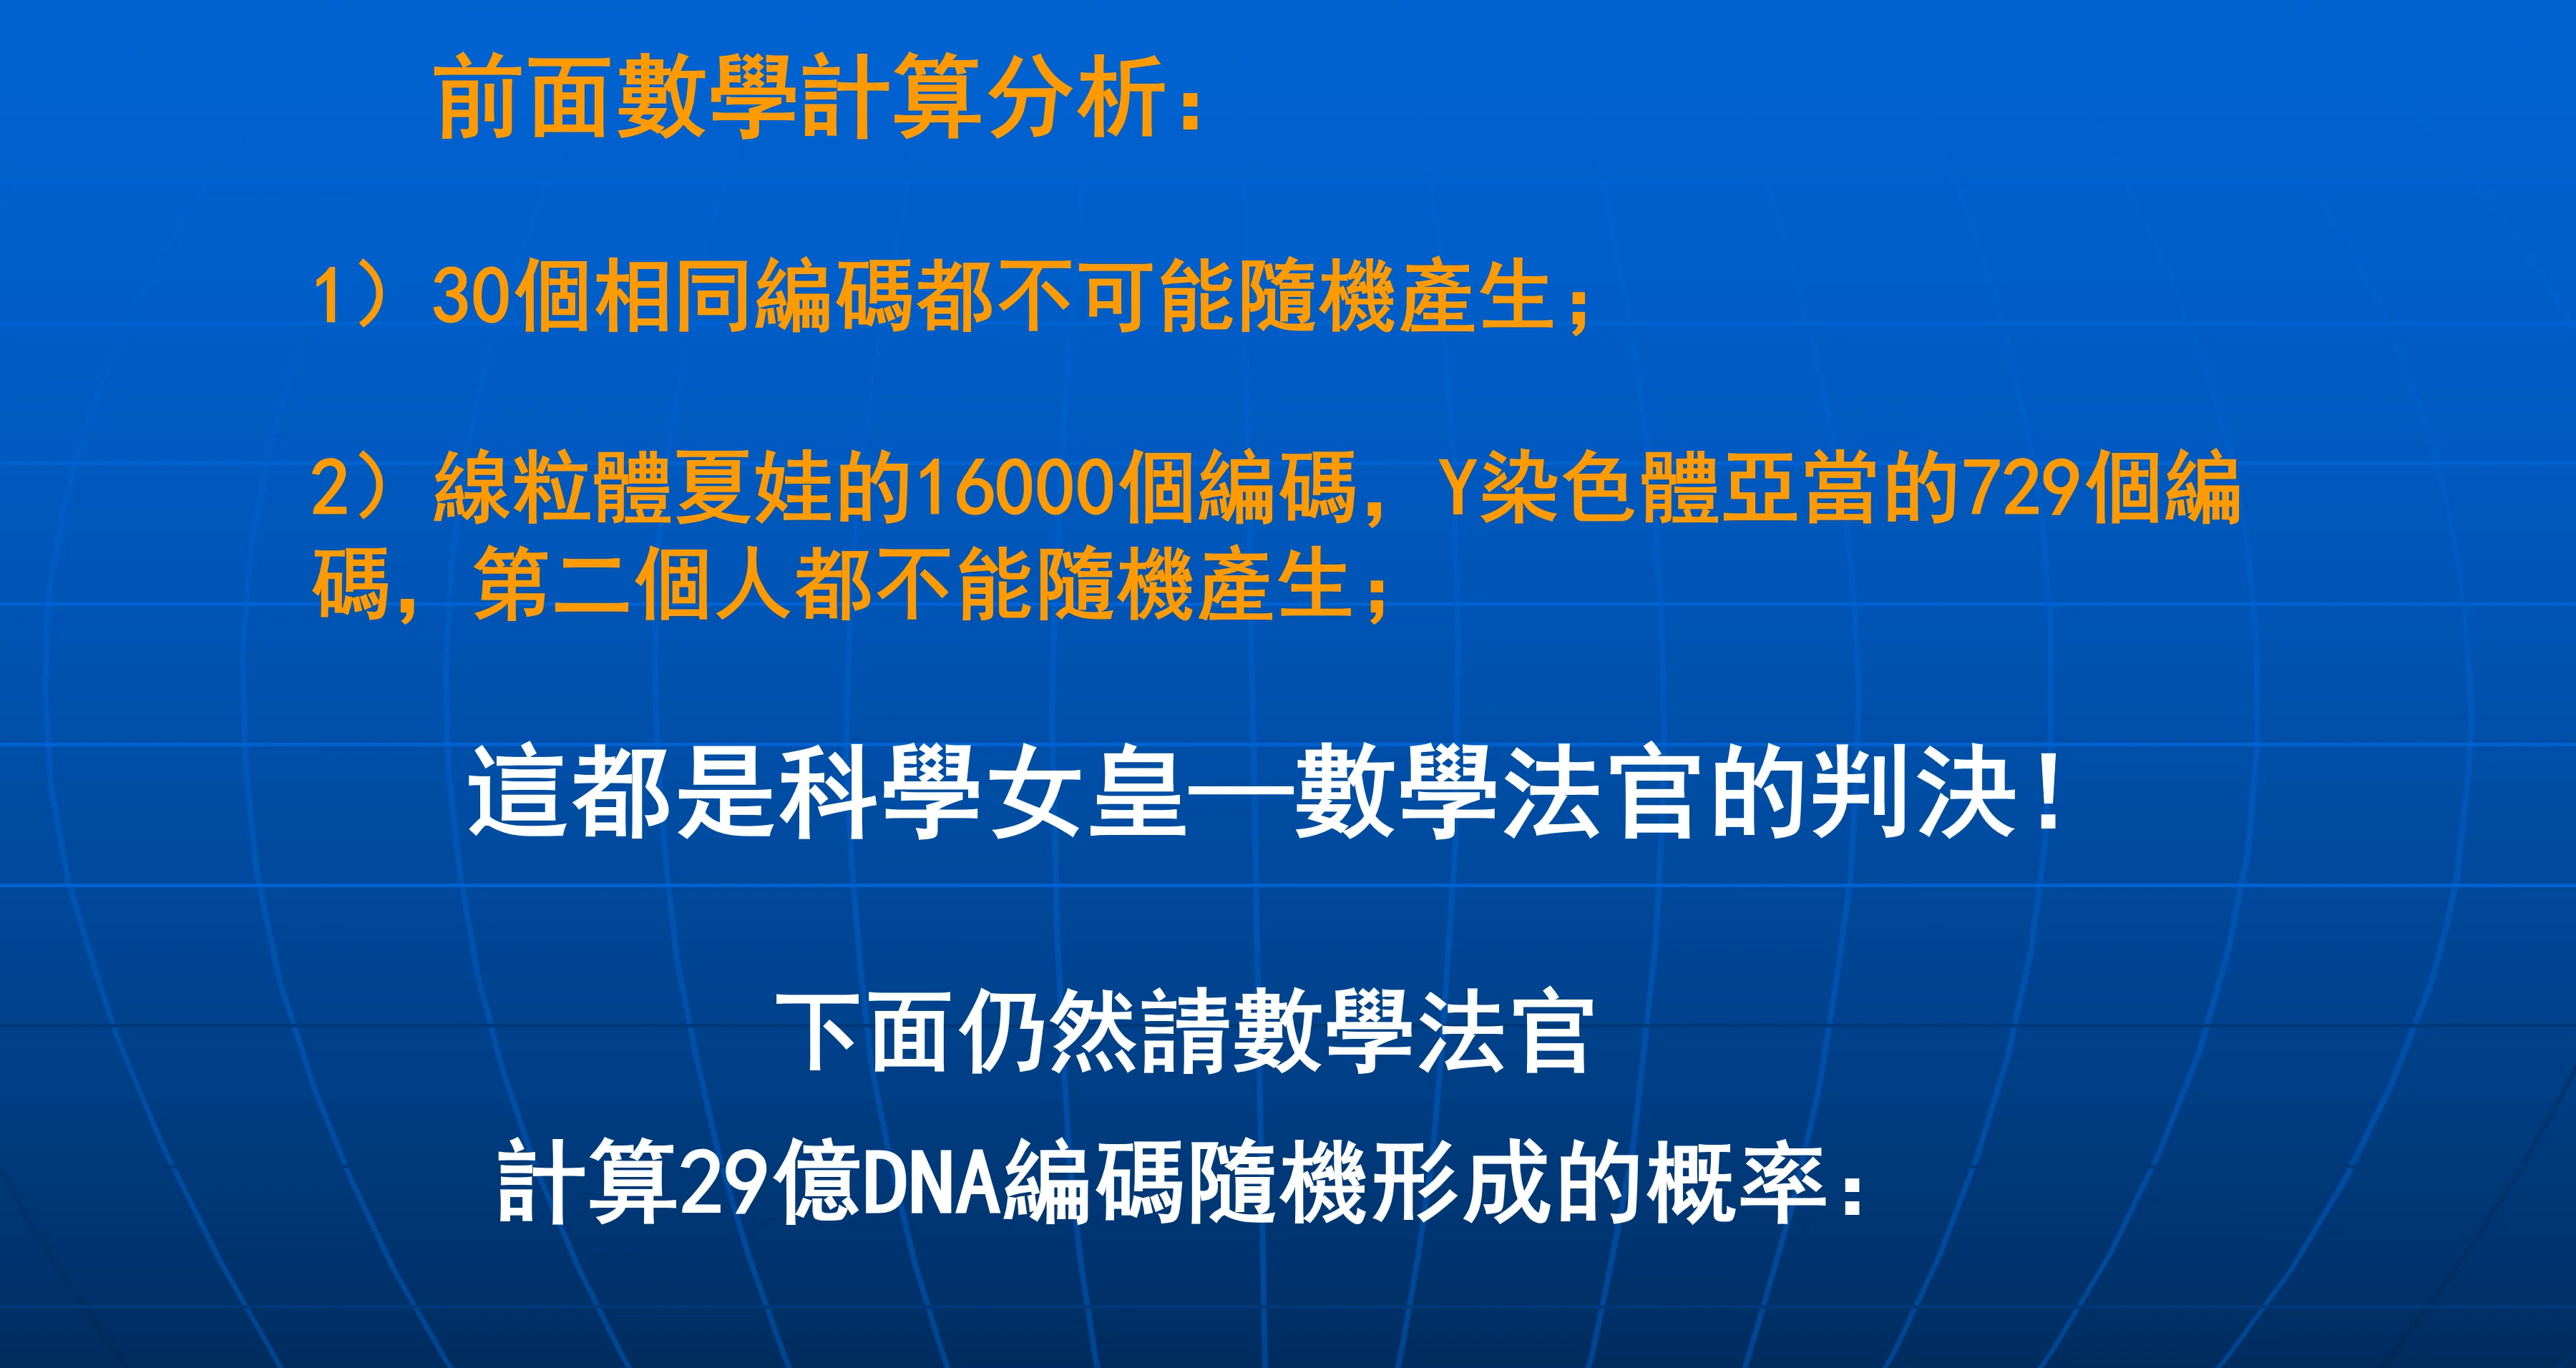 前面數學計算分析：
1）30個相同編碼都不可能隨機產生；
2）線粒體夏娃的16000個編碼，Y染色體亞當的729個編
碼，第二個人都不能隨機產生；
這都是科學女皇—數學法官的判決！
下面仍然請數學法官
計算29億DNA編碼隨機形成的概率：